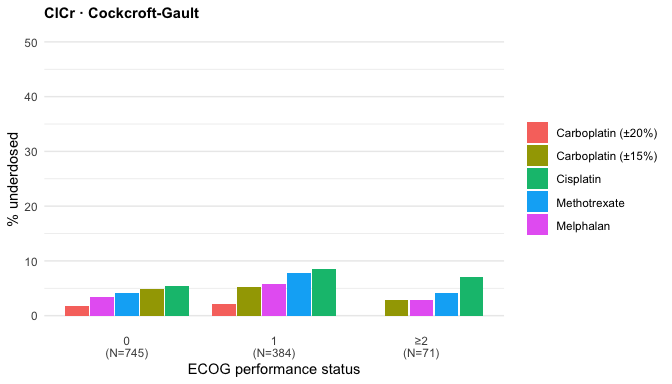 ClCr · Cockcroft-Gault
% underdosed
50
40
30
20
10
0
0
(N=745)
1
(N=384)
≥2
(N=71)
ECOG performance status
Carboplatin (±20%)
Carboplatin (±15%)
Cisplatin
Methotrexate
Melphalan